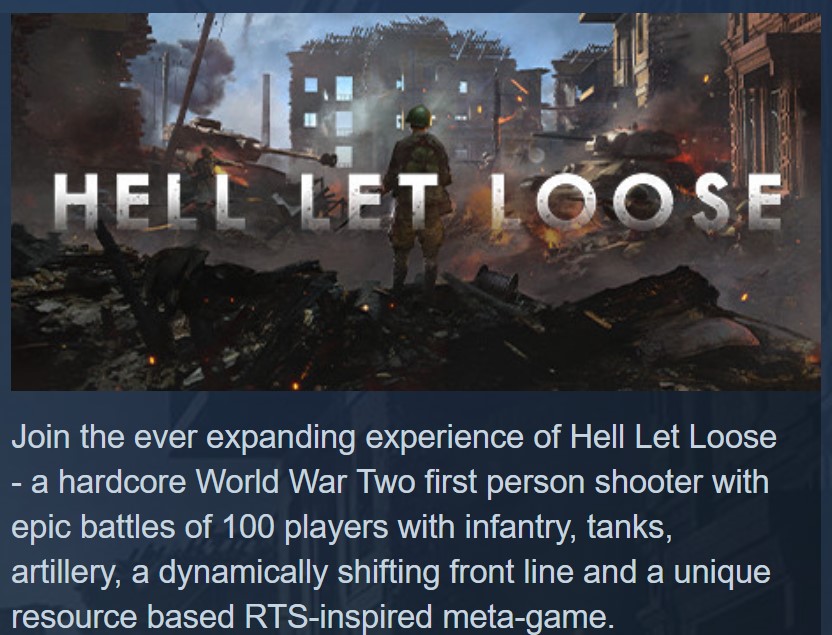 HELL LET LOOSE
Join the ever expanding experience of Hell Let Loose
- a hardcore World War Two first person shooter with
epic battles of 100 players with infantry, tanks,
artillery, a dynamically shifting front line and a unique
resource based RTS-inspired meta-game.